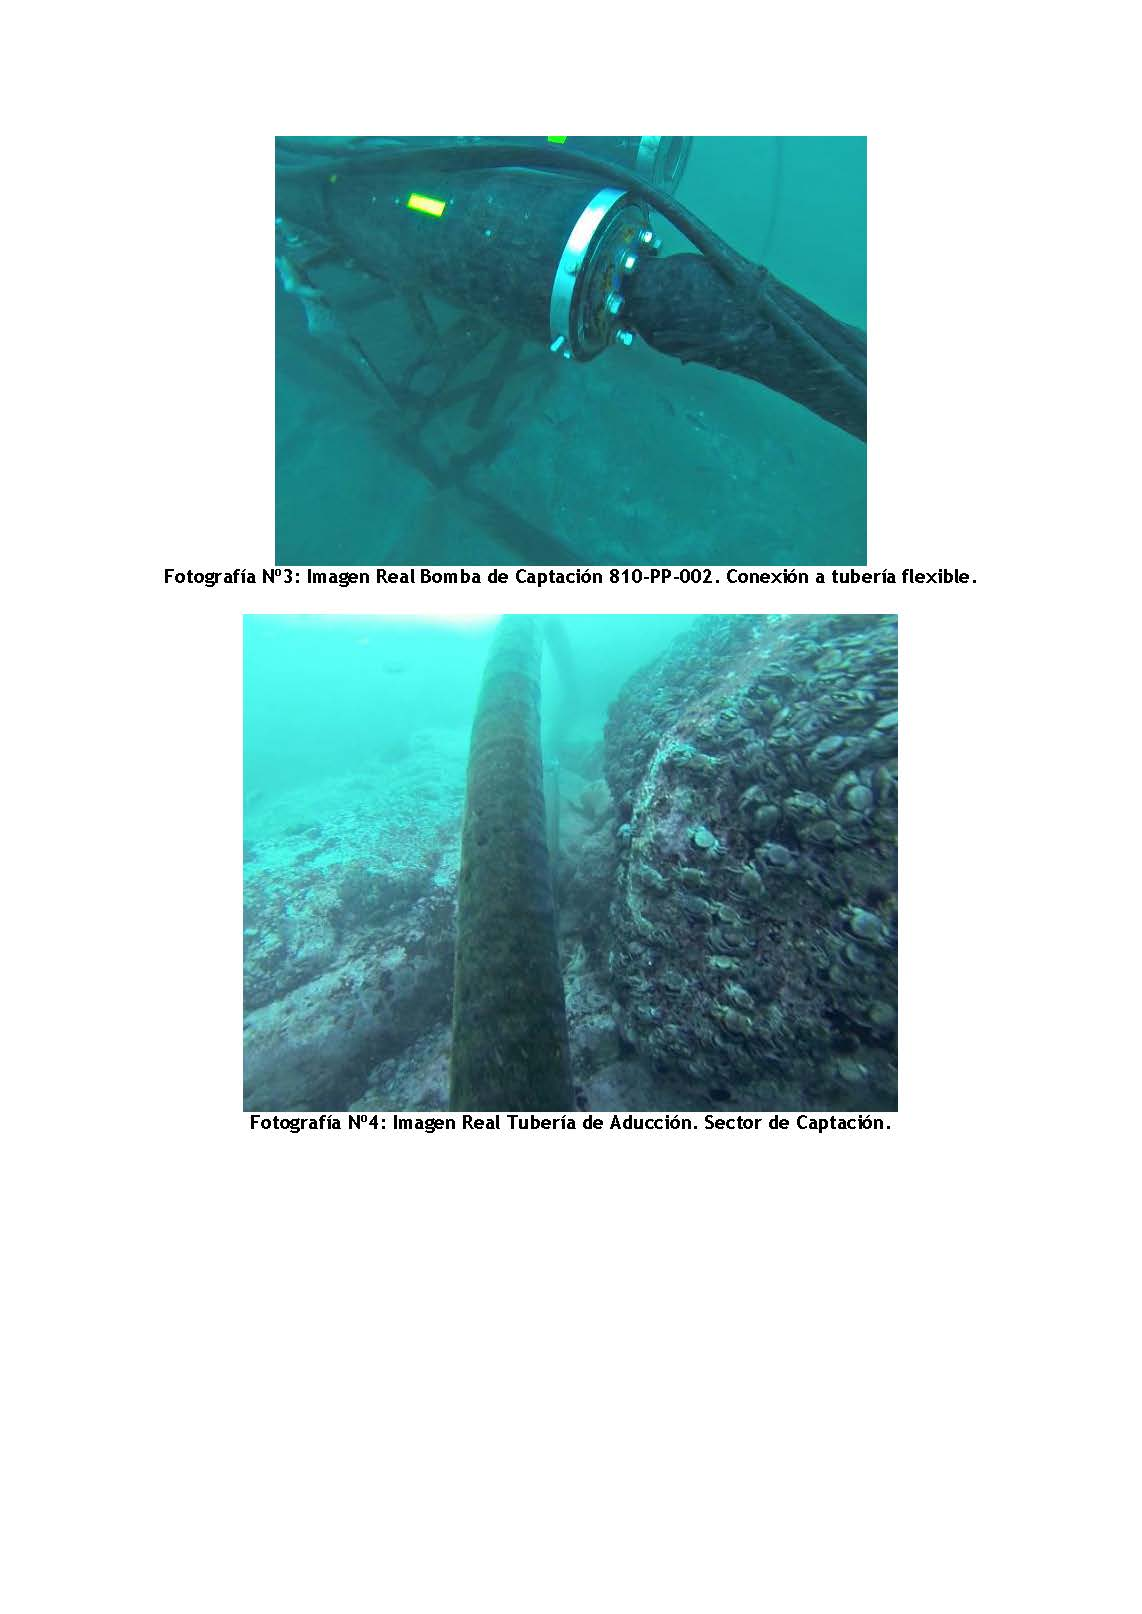 Fotografía Nº3: Imagen Real Bomba de Captación 810-PP-002. Conexión a tubería flexible.
Fotografía Nº4: Imagen Real Tubería de Aducción. Sector de Captación.